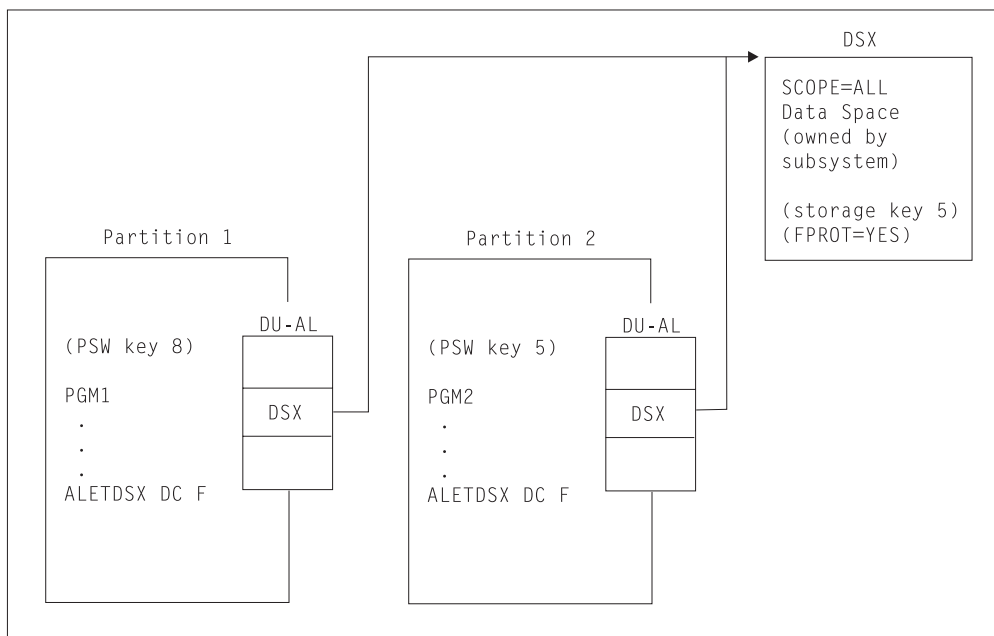 DSX
SCOPE=ALL
Data Space
(owned by
subsystem)
(storage key 5)
(FPROT=YES)
Partition 1
DU-AL
(PSW key 8)
PGM1
DSX
.
.
.
ALETDSX DC F
Partition 2
DU-AL
(PSW key 5)
PGM2
DSX
.
.
.
ALETDSX DC F